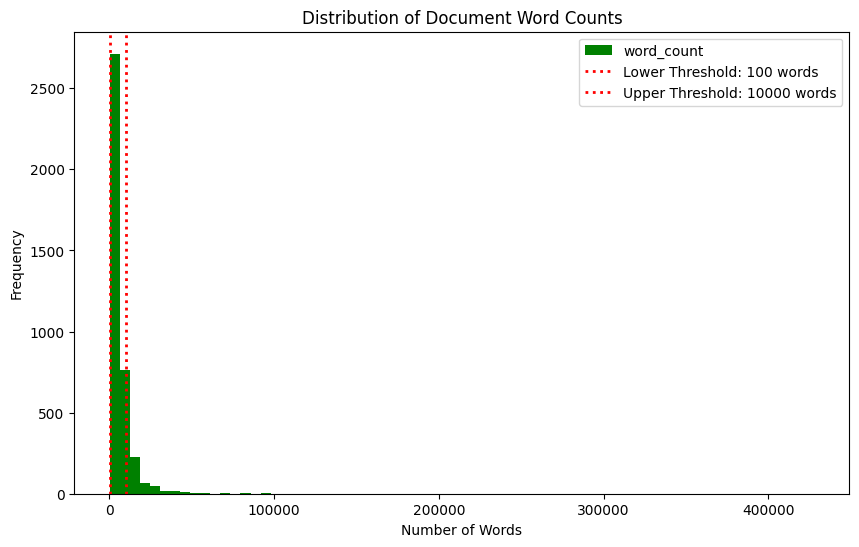 Distribution of Document Word Counts
word_count
Lower Threshold: 100 words
Upper Threshold: 10000 words
2500
2000
1500
1000
500
0
Frequency
0 100000 200000 300000 400000
Number of Words